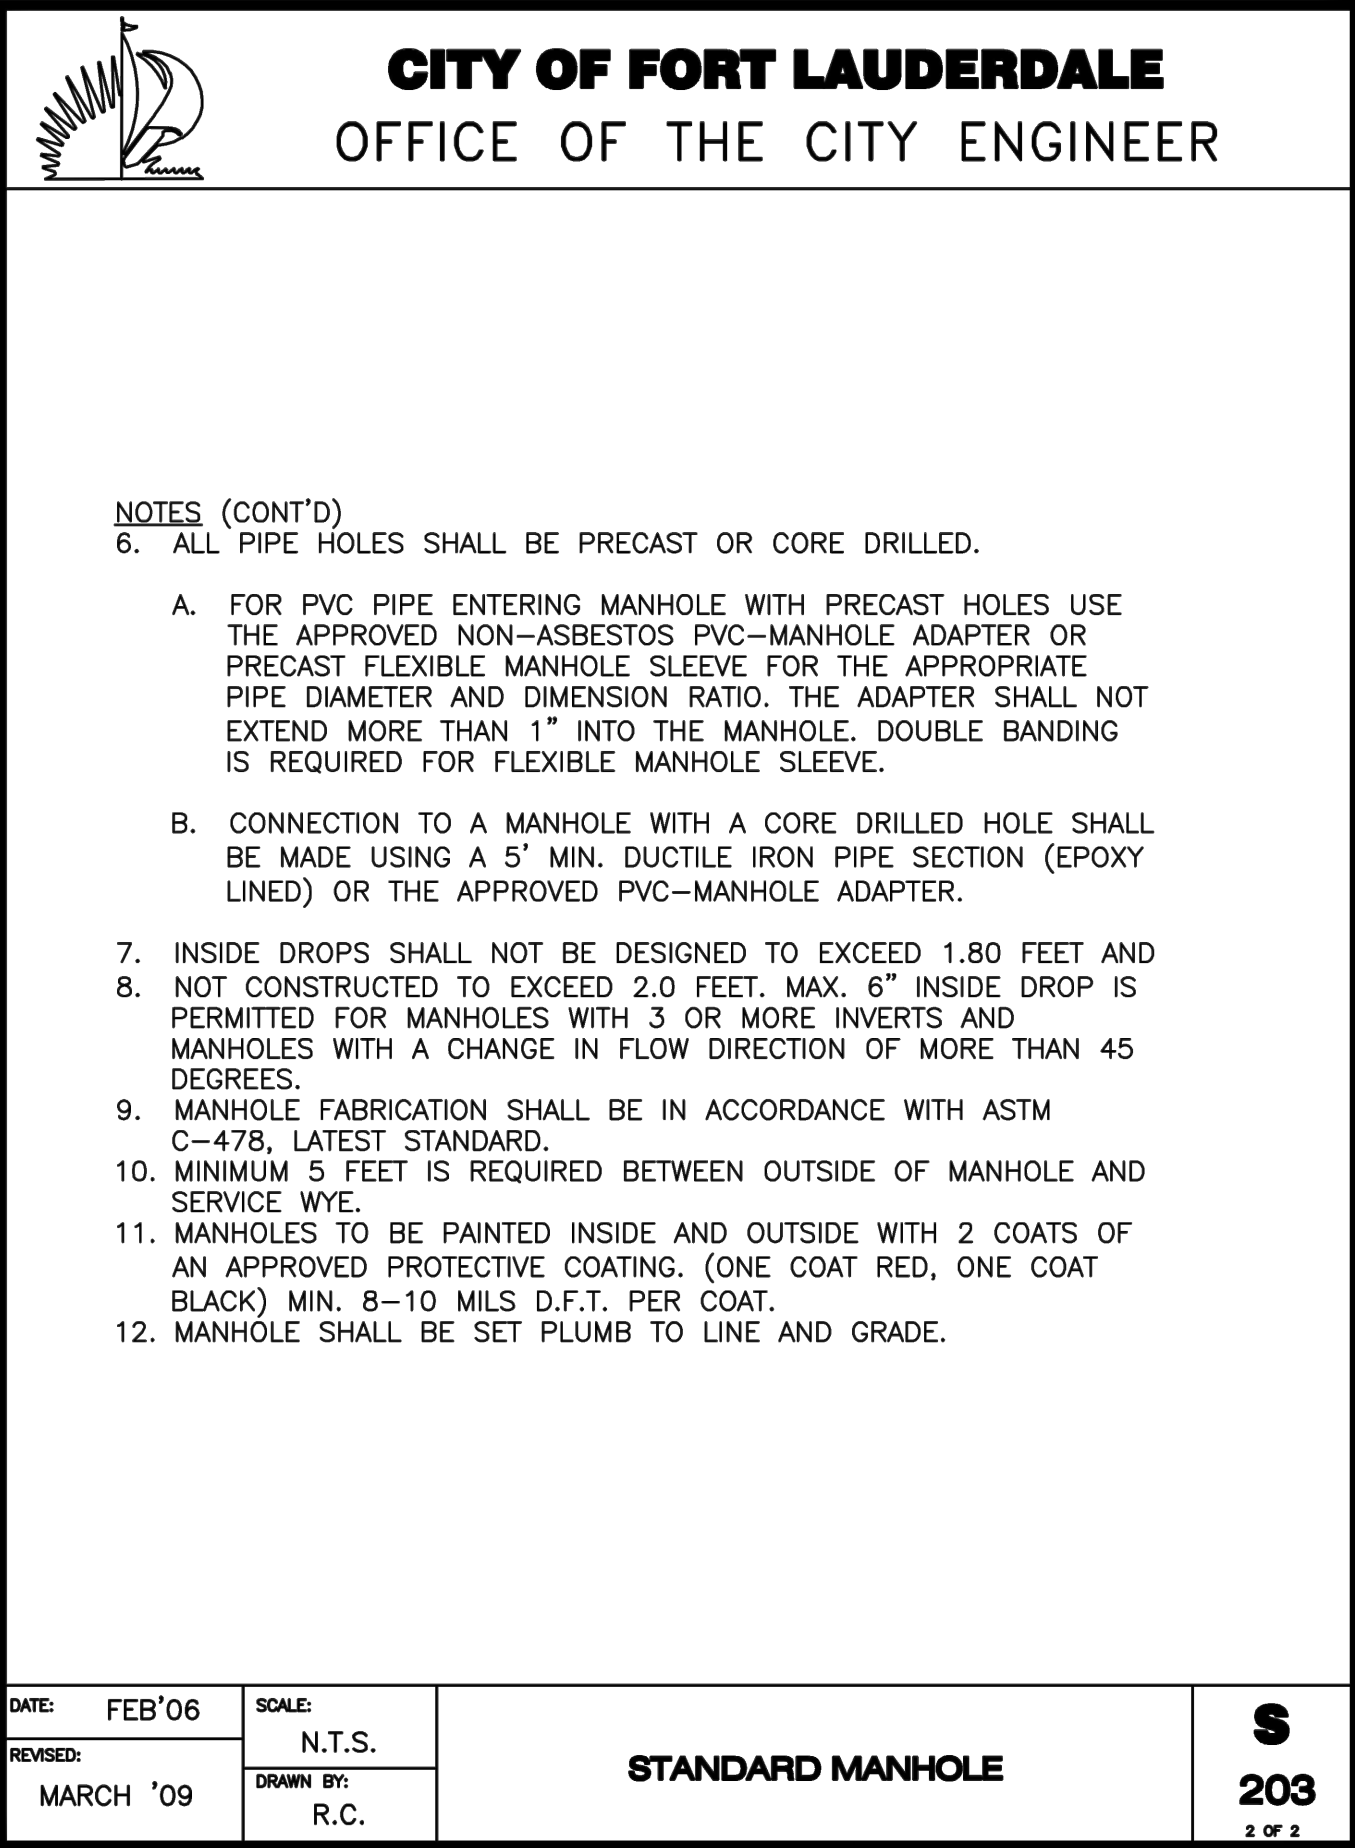 CITY OF FORT LAUDERDALE
OFFICE OF THE CITY ENGINEER
NOTES (CONT'D)
6. ALL PIPE HOLES SHALL BE PRECAST OR CORE DRILLED.
A. FOR PVC PIPE ENTERING MANHOLE WITH PRECAST HOLES USE
THE APPROVED NON-ASBESTOS PVC-MANHOLE ADAPTER OR
PRECAST FLEXIBLE MANHOLE SLEEVE FOR THE APPROPRIATE
PIPE DIAMETER AND DIMENSION RATIO. THE ADAPTER SHALL NOT
EXTEND MORE THAN 1" INTO THE MANHOLE. DOUBLE BANDING
IS REQUIRED FOR FLEXIBLE MANHOLE SLEEVE.
B. CONNECTION TO A MANHOLE WITH A CORE DRILLED HOLE SHALL
BE MADE USING A 5' MIN. DUCTILE IRON PIPE SECTION (EPOXY
LINED) OR THE APPROVED PVC-MANHOLE ADAPTER.
7. INSIDE DROPS SHALL NOT BE DESIGNED TO EXCEED 1.80 FEET AND
8. NOT CONSTRUCTED TO EXCEED 2.0 FEET. MAX. 6" INSIDE DROP IS
PERMITTED FOR MANHOLES WITH 3 OR MORE INVERTS AND
MANHOLES WITH A CHANGE IN FLOW DIRECTION OF MORE THAN 45
DEGREES.
9. MANHOLE FABRICATION SHALL BE IN ACCORDANCE WITH ASTM
C-478, LATEST STANDARD.
10. MINIMUM 5 FEET IS REQUIRED BETWEEN OUTSIDE OF MANHOLE AND
SERVICE WYE.
11. MANHOLES TO BE PAINTED INSIDE AND OUTSIDE WITH 2 COATS OF
AN APPROVED PROTECTIVE COATING. (ONE COAT RED, ONE COAT
BLACK) MIN. 8-10 MILS D.F.T. PER COAT.
12. MANHOLE SHALL BE SET PLUMB TO LINE AND GRADE.
DATE: FEB'06
REVISED:
MARCH '09
SCALE:
N.T.S.
DRAWN BY:
R.C.
STANDARD MANHOLE
S
203
2 OF 2